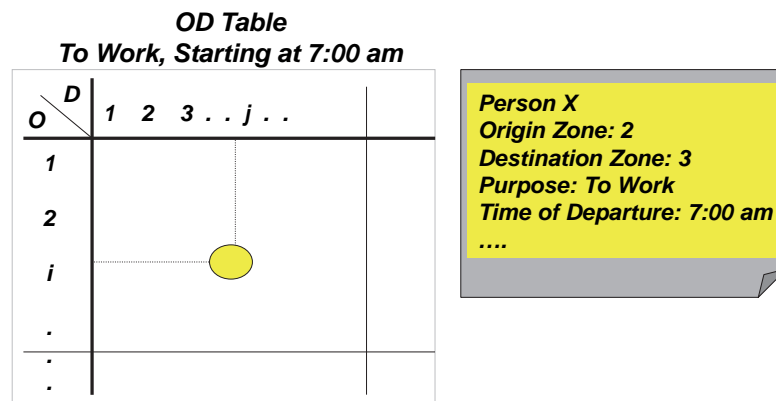 OD Table
To Work, Starting at 7:00 am
D
O
1 2 3 . . j . .
1
2
i
.
.
.
Person X
Origin Zone: 2
Destination Zone: 3
Purpose: To Work
Time of Departure: 7:00 am
....